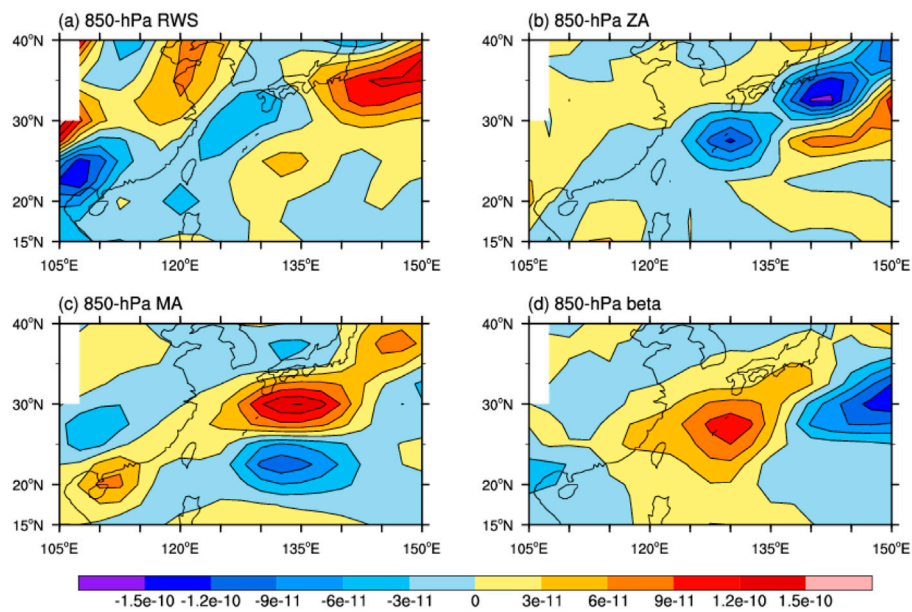 (a) 850-hPa RWS
(b) 850-hPa ZA
40°N
30°N
20°N
15°N
105°E 120°E 135°E 150°E
40°N
30°N
20°N
15°N
105°E 120°E 135°E 150°E
(c) 850-hPa MA
(d) 850-hPa beta
40°N
30°N
20°N
15°N
105°E 120°E 135°E 150°E
40°N
30°N
20°N
15°N
105°E 120°E 135°E 150°E
-1.5e-10 -1.2e-10 -9e-11 -6e-11 -3e-11 0 3e-11 6e-11 9e-11 1.2e-10 1.5e-10